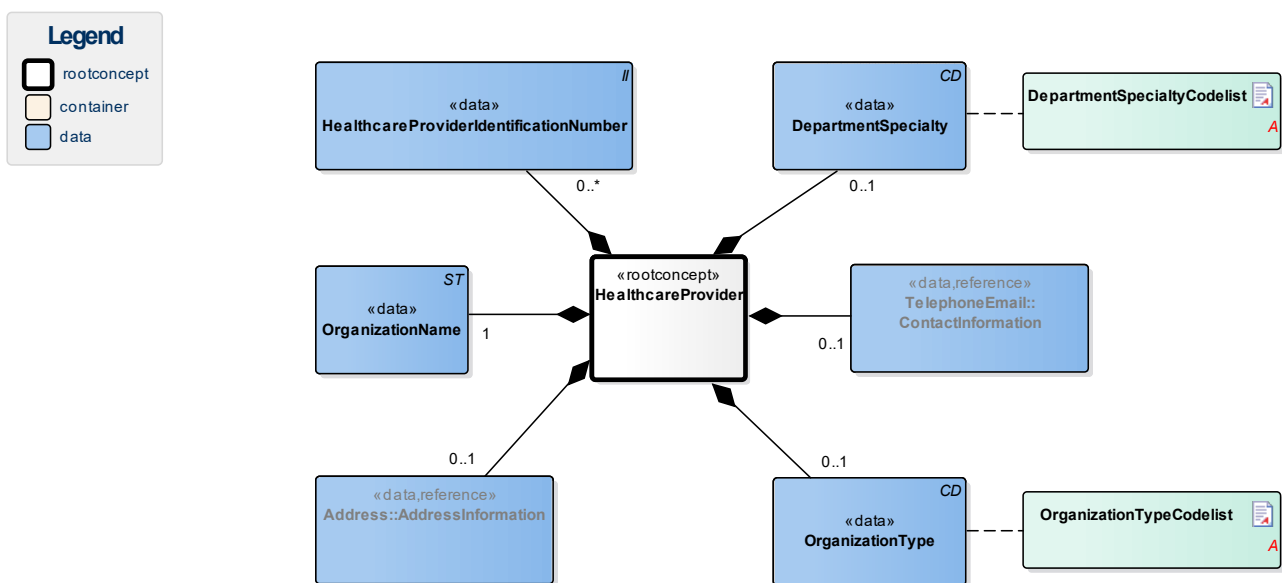 Legend
rootconcept
container
data
II
«data»
HealthcareProviderIdentificationNumber
0..*
CD
«data»
DepartmentSpecialty
0..1
DepartmentSpecialtyCodelist
A
«rootconcept»
HealthcareProvider
ST
«data»
OrganizationName
1
«data,reference»
TelephoneEmail::
ContactInformation
0..1
0..1
«data,reference»
Address::AddressInformation
0..1
CD
«data»
OrganizationType
OrganizationTypeCodelist
A